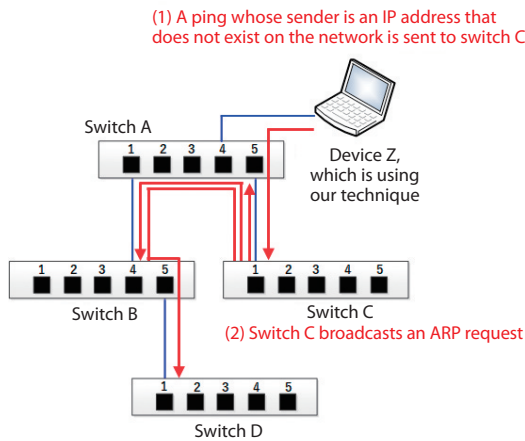 (1) A ping whose sender is an IP address that
does not exist on the network is sent to switch C
Switch A
1 2 3 4 5
Device Z,
which is using
our technique
1 2 3 4 5
Switch B
1 2 3 4 5
Switch C
(2) Switch C broadcasts an ARP request
1 2 3 4 5
Switch D